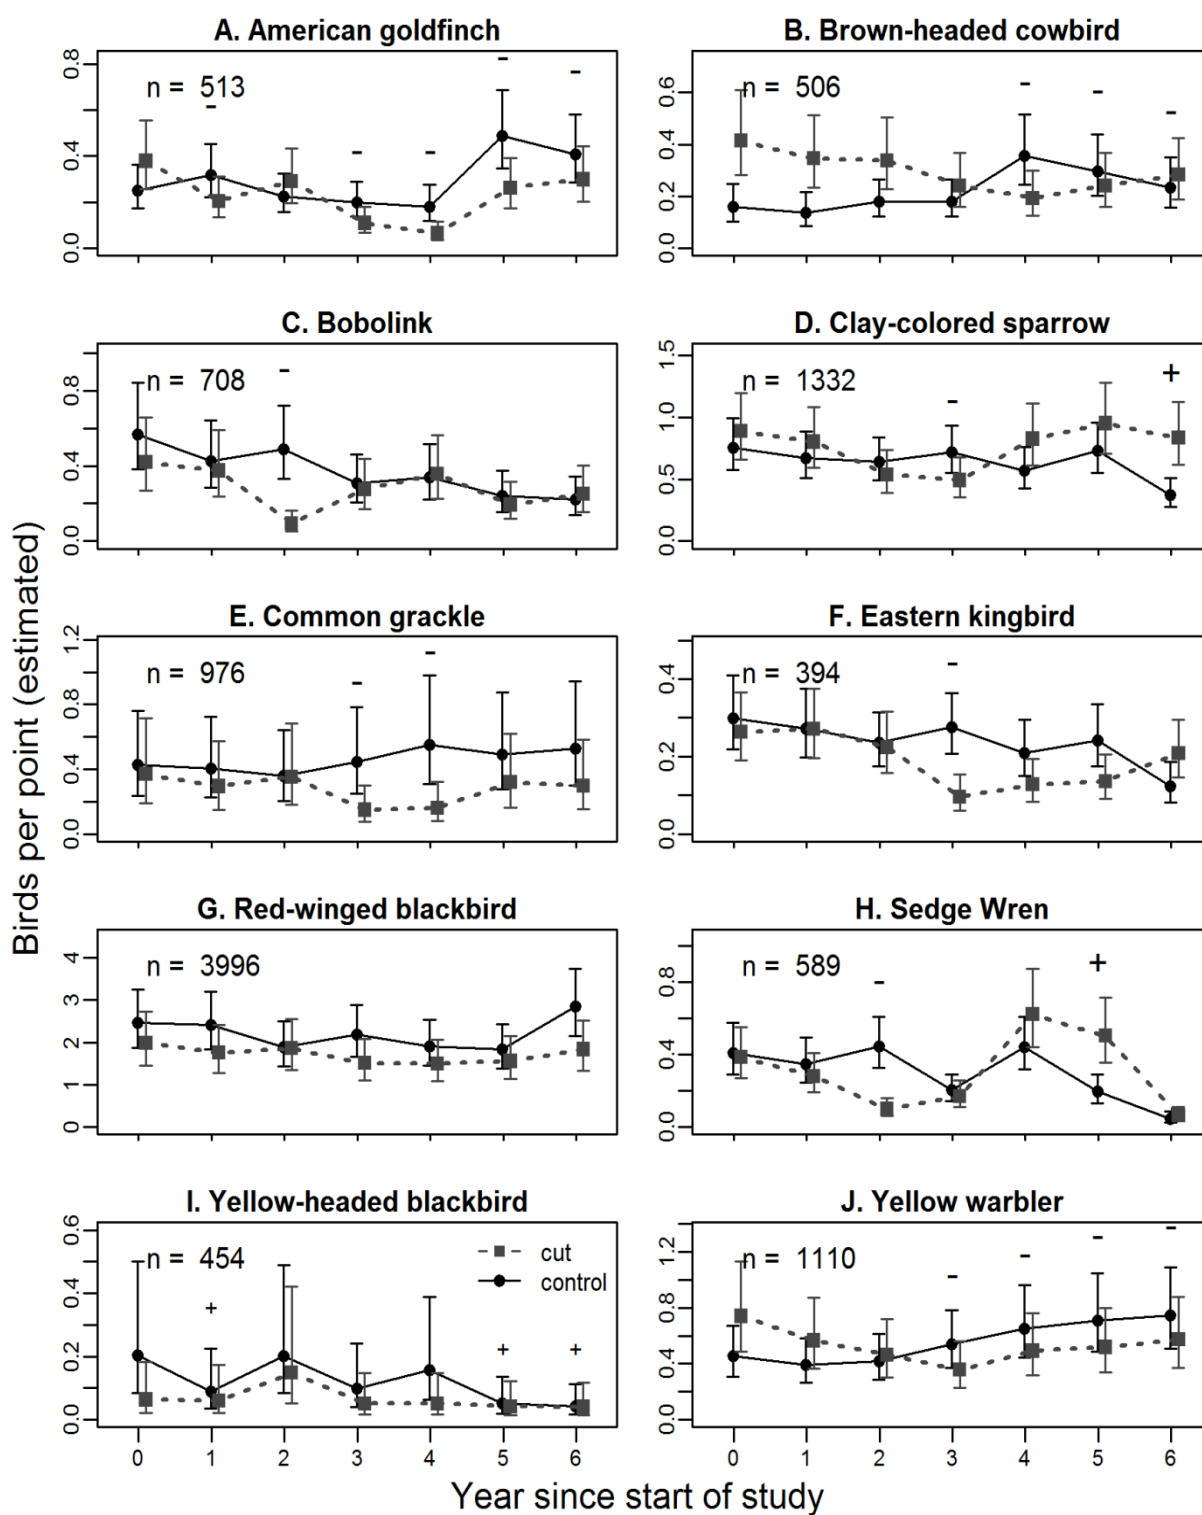 A. American goldfinch
n = 513
- - - - -
0.0 0.4 0.8
B. Brown-headed cowbird
n = 506
- - -
0.0 0.2 0.4 0.6
C. Bobolink
n = 708
-
0.0 0.4 0.8
D. Clay-colored sparrow
n = 1332
- +
0.0 0.5 1.0 1.5
E. Common grackle
n = 976
- -
0.0 0.4 0.8 1.2
F. Eastern kingbird
n = 394
-
0.0 0.2 0.4
G. Red-winged blackbird
n = 3996
0 1 2 3 4
H. Sedge Wren
n = 589
- +
0.0 0.4 0.8
I. Yellow-headed blackbird
n = 454
cut
control
+ + +
0.0 0.2 0.4 0.6
0 1 2 3 4 5 6
J. Yellow warbler
n = 1110
- - - -
0.0 0.4 0.8 1.2
0 1 2 3 4 5 6
Birds per point (estimated)
Year since start of study